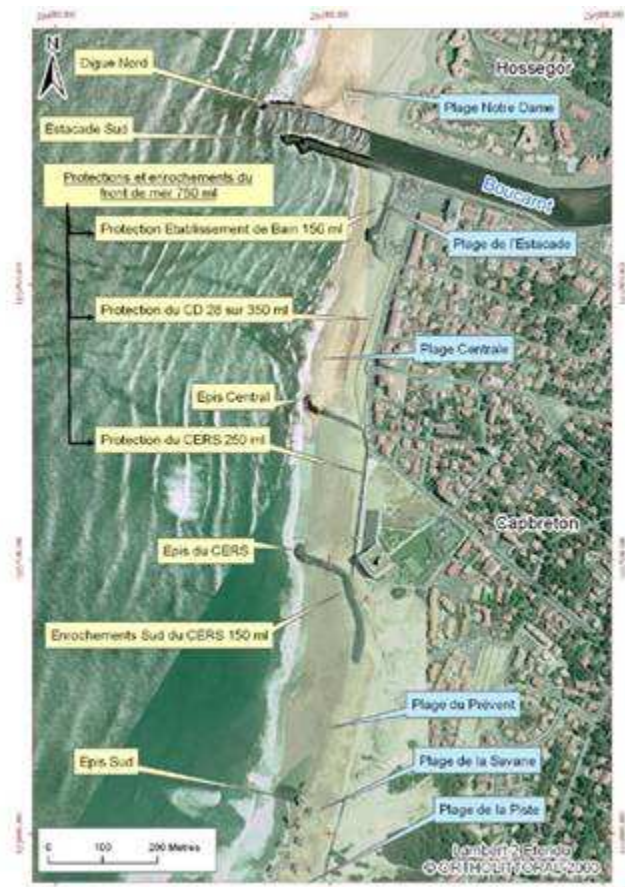 N
Hossegor
Digue Nord
Plage Notre Dame
Estacade Sud
Boucarot
Protections et enrochements du
front de mer 750 ml
Protection Etablissement de Bain 150 ml
Plage de l'Estacade
Protection du CD 28 sur 350 ml
Plage Centrale
Epis Central
Protection du CERS 250 ml
Capbreton
Epis du CERS
Enrochements Sud du CERS 150 ml
Plage du Prévent
Epis Sud
Plage de la Savane
Plage de la Piste
0 100 200 Metres
Lambert 2 Etendu
© ORTHOLITTORAL 2000